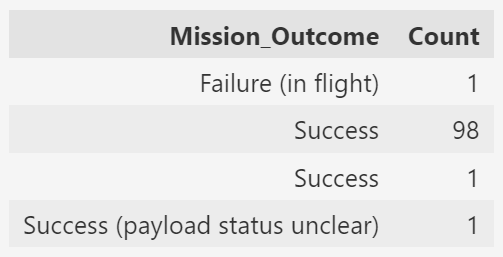 Mission_Outcome Count
Failure (in flight) 1
Success 98
Success 1
Success (payload status unclear) 1